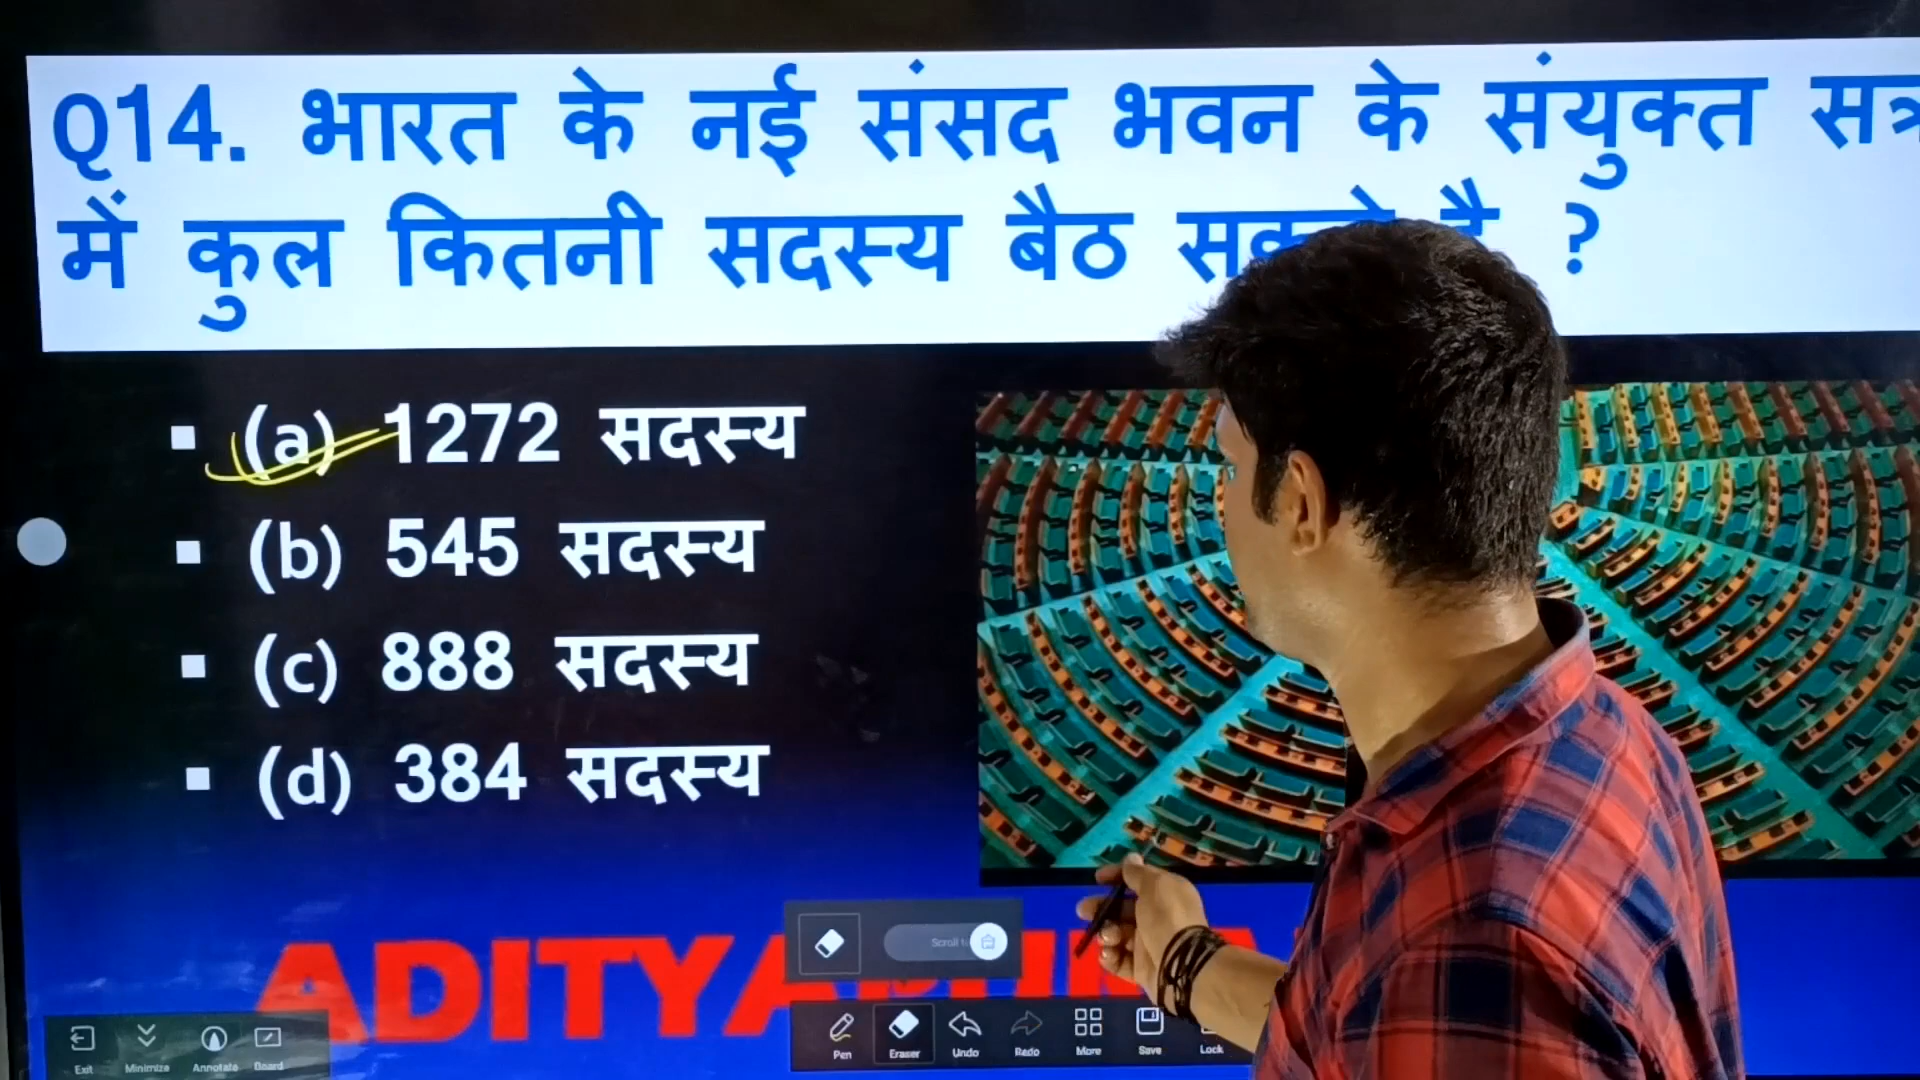 Q14. भारत के नई संसद भवन के संयुक्त सत्र
में कुल कितनी सदस्य बैठ है ?
(a) 1272 सदस्य
(b) 545 सदस्य
(c) 888 सदस्य
(d) 384 सदस्य
Exit Minimize Annotate Board
Pen Eraser Undo Redo More Save Lock